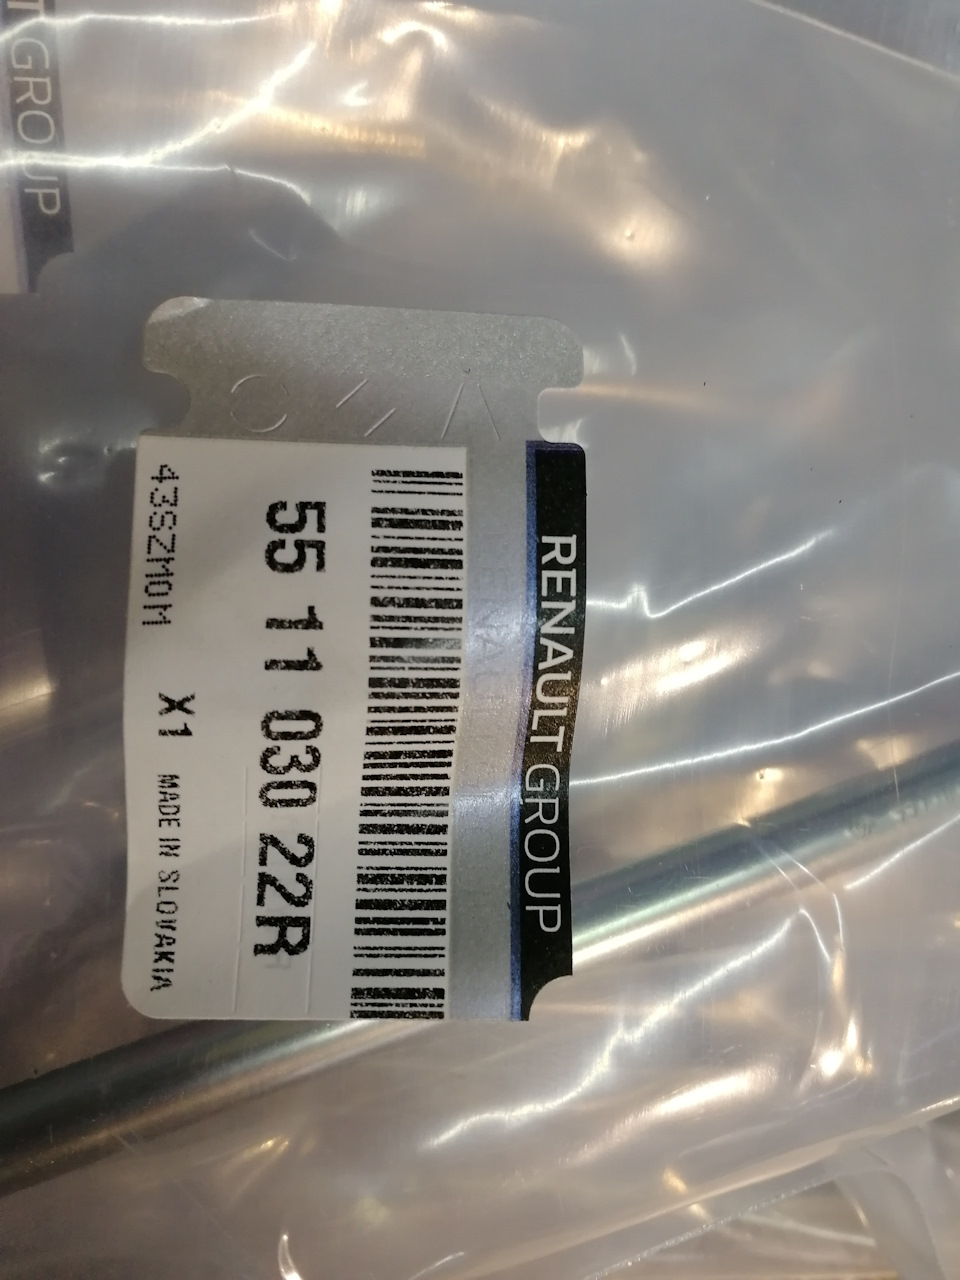 T GROUP
RENAULT GROUP
55 11 030 22R
43SZM0M X1 MADE IN SLOVAKIA